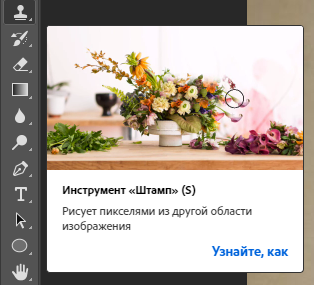 Инструмент «Штамп» (S)
Рисует пикселями из другой области
изображения
Узнайте, как